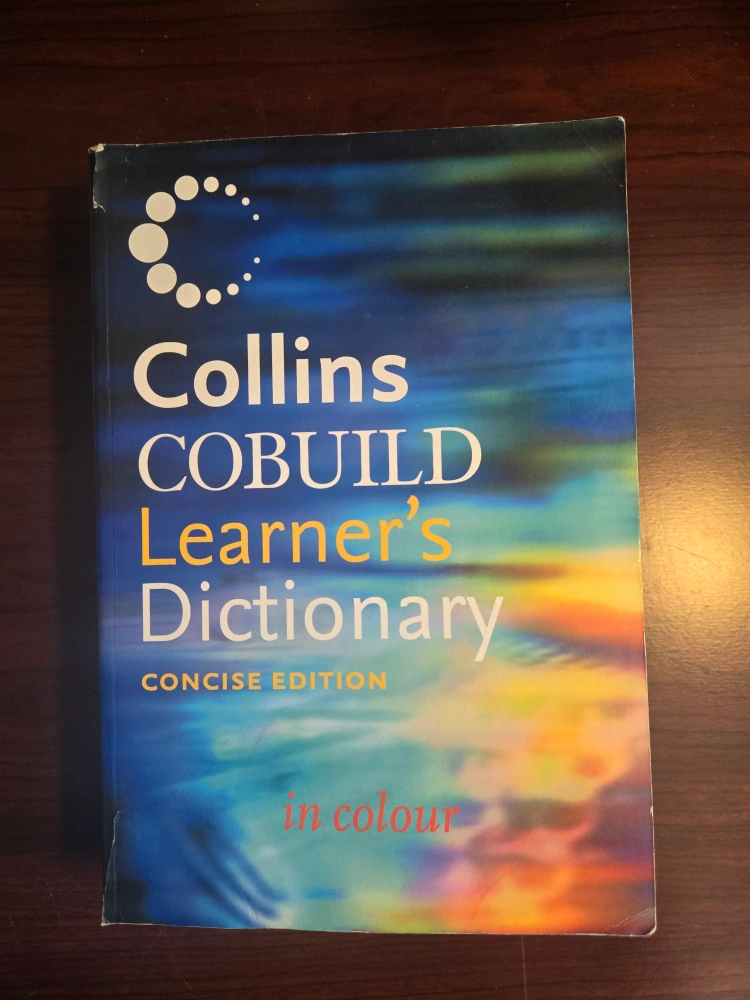 Collins
COBUILD
Learner's
Dictionary
CONCISE EDITION
in colour